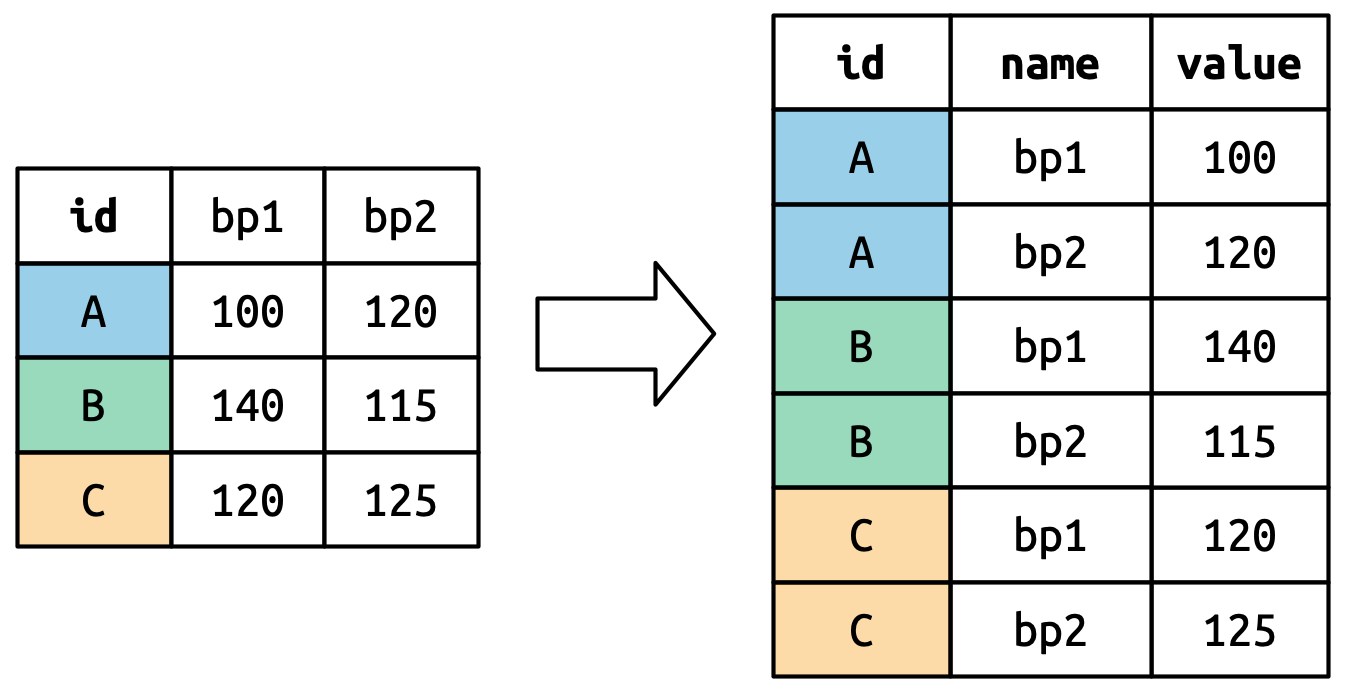 id bp1 bp2
A 100 120
B 140 115
C 120 125
id name value
A bp1 100
A bp2 120
B bp1 140
B bp2 115
C bp1 120
C bp2 125